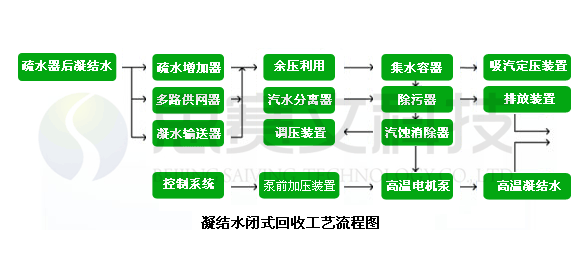 疏水器后凝结水
疏水增加器
余压利用
集水容器
吸汽定压装置
多路供网器
汽水分离器
除污器
排放装置
凝水输送器
调压装置
汽蚀消除器
控制系统
泵前加压装置
高温电机泵
高温凝结水
凝结水闭式回收工艺流程图